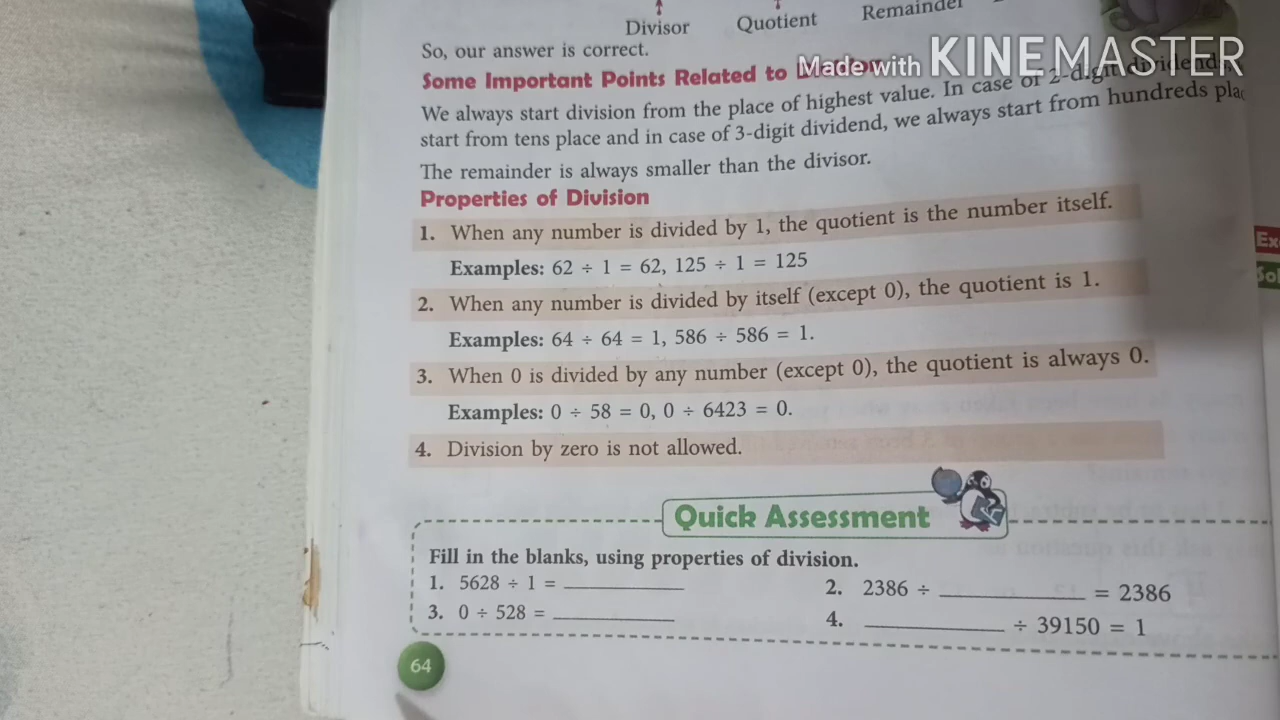 Divisor Quotient Remainder
So, our answer is correct.
Made with KINEMASTER
Some Important Points Related to
We always start division from the place of highest value. In case of 2-digit dividend,
start from tens place and in case of 3-digit dividend, we always start from hundreds
The remainder is always smaller than the divisor.
Properties of Division
1. When any number is divided by 1, the quotient is the number itself.
Examples: 62 ÷ 1 = 62, 125 ÷ 1 = 125
2. When any number is divided by itself (except 0), the quotient is 1.
Examples: 64 ÷ 64 = 1, 586 ÷ 586 = 1.
3. When 0 is divided by any number (except 0), the quotient is always 0.
Examples: 0 ÷ 58 = 0, 0 ÷ 6423 = 0.
4. Division by zero is not allowed.
Quick Assessment
Fill in the blanks, using properties of division.
1. 5628 ÷ 1 = ____________ 2. 2386 ÷ ____________ = 2386
3. 0 ÷ 528 = ____________ 4. ____________ ÷ 39150 = 1
64